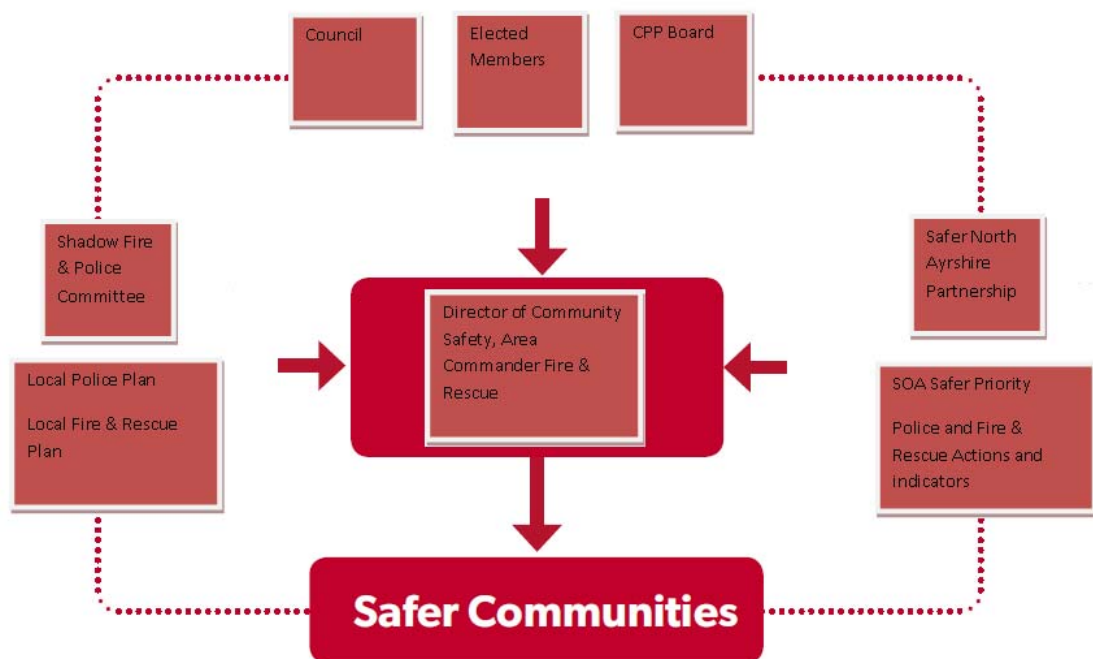 Council
Elected
Members
CPP Board
Shadow Fire
& Police
Committee
Safer North
Ayrshire
Partnership
Director of Community
Safety, Area
Commander Fire &
Rescue
Local Police Plan
Local Fire & Rescue
Plan
SOA Safer Priority
Police and Fire &
Rescue Actions and
indicators
Safer Communities